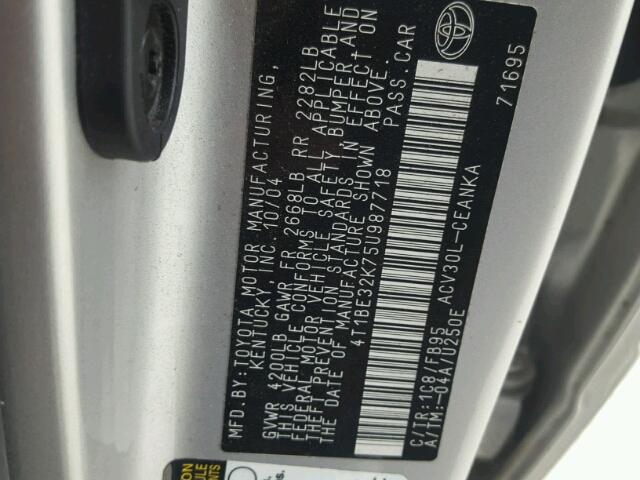 MFD. BY: TOYOTA MOTOR MANUFACTURING,
KENTUCKY, INC. 10/04
GVWR 4200LB GAWR FR 2668LB RR 2282LB
THIS VEHICLE CONFORMS TO ALL APPLICABLE
FEDERAL MOTOR VEHICLE SAFETY, BUMPER, AND
THEFT PREVENTION STANDARDS IN EFFECT ON
THE DATE OF MANUFACTURE SHOWN ABOVE.
4T1BE32K75U987718 PASS. CAR
C/TR: 1C8/FB95 ACV30L-CEANKA
A/TM: -04A/U250E
71695